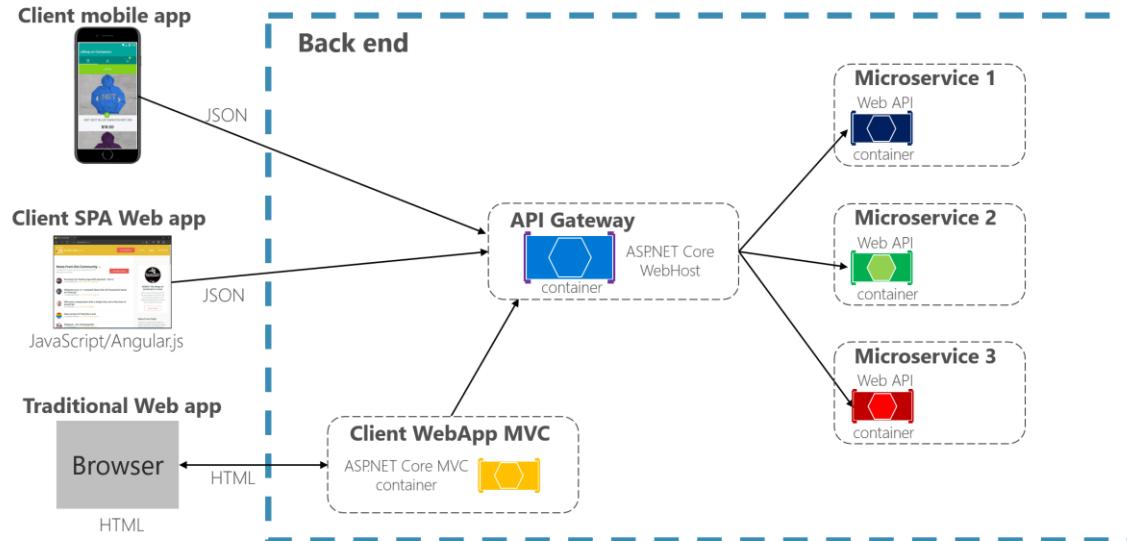 Client mobile app
Back end
JSON
Microservice 1
Web API
container
Client SPA Web app
JSON
JavaScript/Angular.js
API Gateway
ASP.NET Core
WebHost
container
Microservice 2
Web API
container
Microservice 3
Web API
container
Traditional Web app
Browser
HTML
HTML
Client WebApp MVC
ASP.NET Core MVC
container